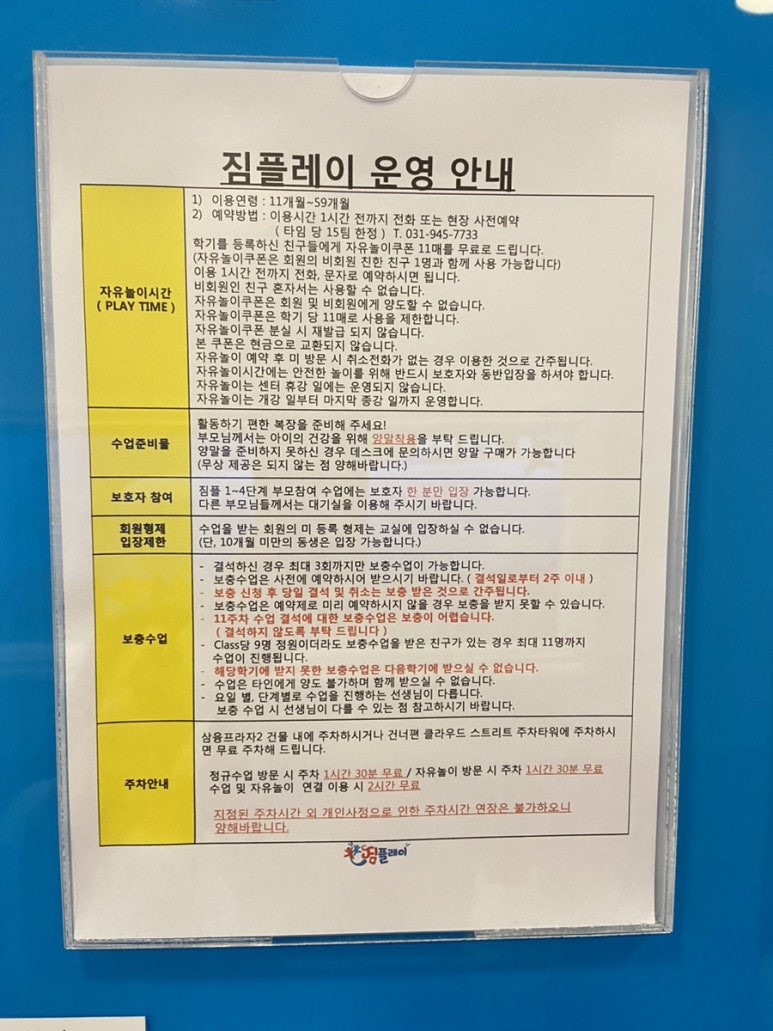 짐플레이 운영 안내
자유놀이시간
( PLAY TIME )
1) 이용연령 : 11개월~59개월
2) 예약방법 : 이용시간 1시간 전까지 전화 또는 현장 사전예약
( 타임 당 15팀 한정 ) T. 031-945-7733
학기를 등록하신 친구들에게 자유놀이쿠폰 11매를 무료로 드립니다.
(자유놀이쿠폰은 회원의 비회원 친한 친구 1명과 함께 사용 가능합니다)
이용 1시간 전까지 전화, 문자로 예약하시면 됩니다.
비회원인 친구 혼자서는 사용할 수 없습니다.
자유놀이쿠폰은 회원 및 비회원에게 양도할 수 없습니다.
자유놀이쿠폰은 학기 당 11매로 사용을 제한합니다.
자유놀이쿠폰 분실 시 재발급 되지 않습니다.
본 쿠폰은 현금으로 교환되지 않습니다.
자유놀이 예약 후 미 방문 시 취소전화가 없는 경우 이용한 것으로 간주됩니다.
자유놀이시간에는 안전한 놀이를 위해 반드시 보호자와 동반입장을 하셔야 합니다.
자유놀이는 센터 휴강 일에는 운영되지 않습니다.
자유놀이는 개강 일부터 마지막 종강 일까지 운영합니다.
수업준비물
활동하기 편한 복장을 준비해 주세요!
부모님께서는 아이의 건강을 위해 양말착용을 부탁 드립니다.
양말을 준비하지 못하신 경우 데스크에 문의하시면 양말 구매가 가능합니다
(무상 제공은 되지 않는 점 양해바랍니다.)
보호자 참여
짐플 1~4단계 부모참여 수업에는 보호자 한 분만 입장 가능합니다.
다른 부모님들께서는 대기실을 이용해 주시기 바랍니다.
회원형제
입장제한
수업을 받는 회원의 미 등록 형제는 교실에 입장하실 수 없습니다.
(단, 10개월 미만의 동생은 입장 가능합니다.)
보충수업
- 결석하신 경우 최대 3회까지만 보충수업이 가능합니다.
- 보충수업은 사전에 예약하시어 받으시기 바랍니다. ( 결석일로부터 2주 이내 )
- 보충 신청 후 당일 결석 및 취소는 보충 받은 것으로 간주됩니다.
- 보충수업은 예약제로 미리 예약하시지 않을 경우 보충을 받지 못할 수 있습니다.
- 11주차 수업 결석에 대한 보충수업은 보충이 어렵습니다.
( 결석하지 않도록 부탁 드립니다 )
- Class당 9명 정원이더라도 보충수업을 받은 친구가 있는 경우 최대 11명까지
수업이 진행됩니다.
- 해당학기에 받지 못한 보충수업은 다음학기에 받으실 수 없습니다.
- 수업은 타인에게 양도 불가하며 함께 받으실 수 없습니다.
- 요일 별, 단계별로 수업을 진행하는 선생님이 다릅니다.
보충 수업 시 선생님이 다를 수 있는 점 참고하시기 바랍니다.
주차안내
삼융프라자2 건물 내에 주차하시거나 건너편 클라우드 스트리트 주차타워에 주차하시
면 무료 주차해 드립니다.
정규수업 방문 시 주차 1시간 30분 무료 / 자유놀이 방문 시 주차 1시간 30분 무료
수업 및 자유놀이 연결 이용 시 2시간 무료
지정된 주차시간 외 개인사정으로 인한 주차시간 연장은 불가하오니
양해바랍니다.
짐플레이